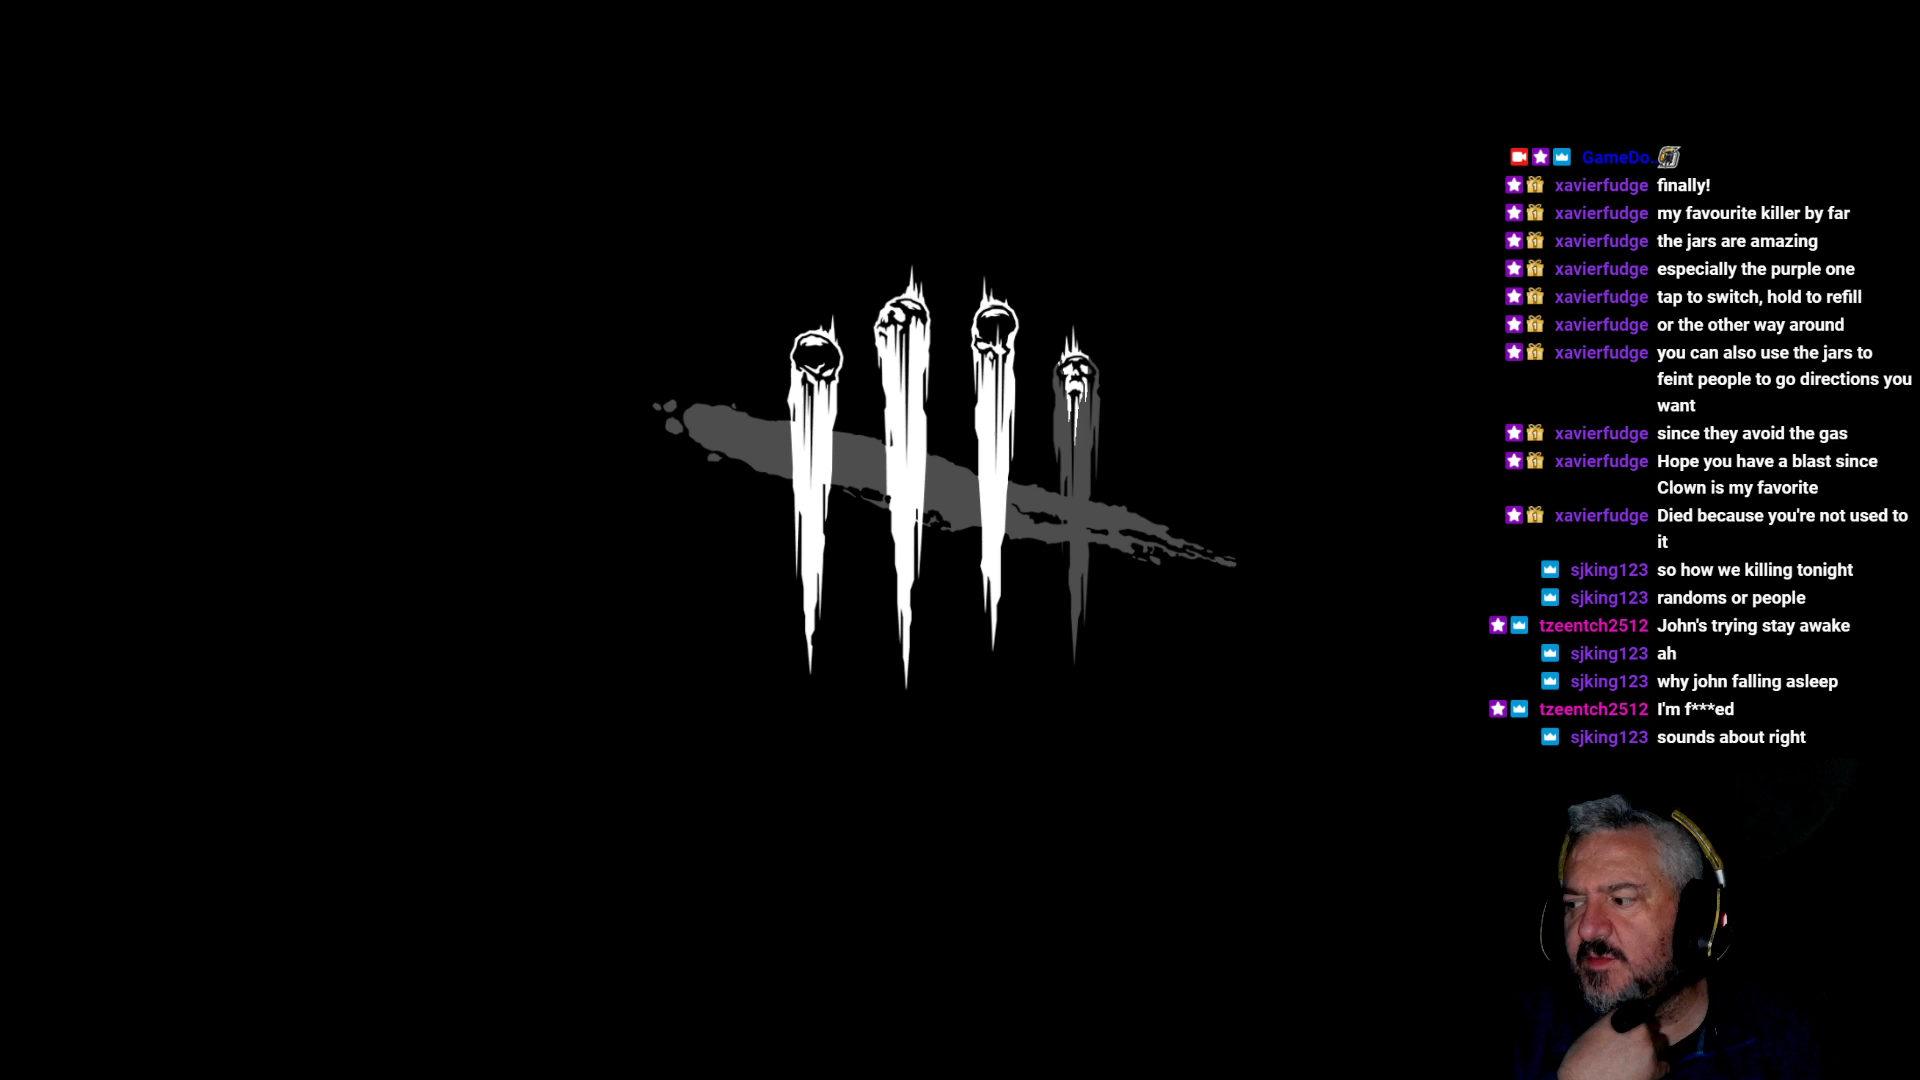 GameDo..
xavierfudge finally!
xavierfudge my favourite killer by far
xavierfudge the jars are amazing
xavierfudge especially the purple one
xavierfudge tap to switch, hold to refill
xavierfudge or the other way around
xavierfudge you can also use the jars to
feint people to go directions you
want
xavierfudge since they avoid the gas
xavierfudge Hope you have a blast since
Clown is my favorite
xavierfudge Died because you're not used to
it
sjking123 so how we killing tonight
sjking123 randoms or people
tzeentch2512 John's trying stay awake
sjking123 ah
sjking123 why john falling asleep
tzeentch2512 I'm f***ed
sjking123 sounds about right